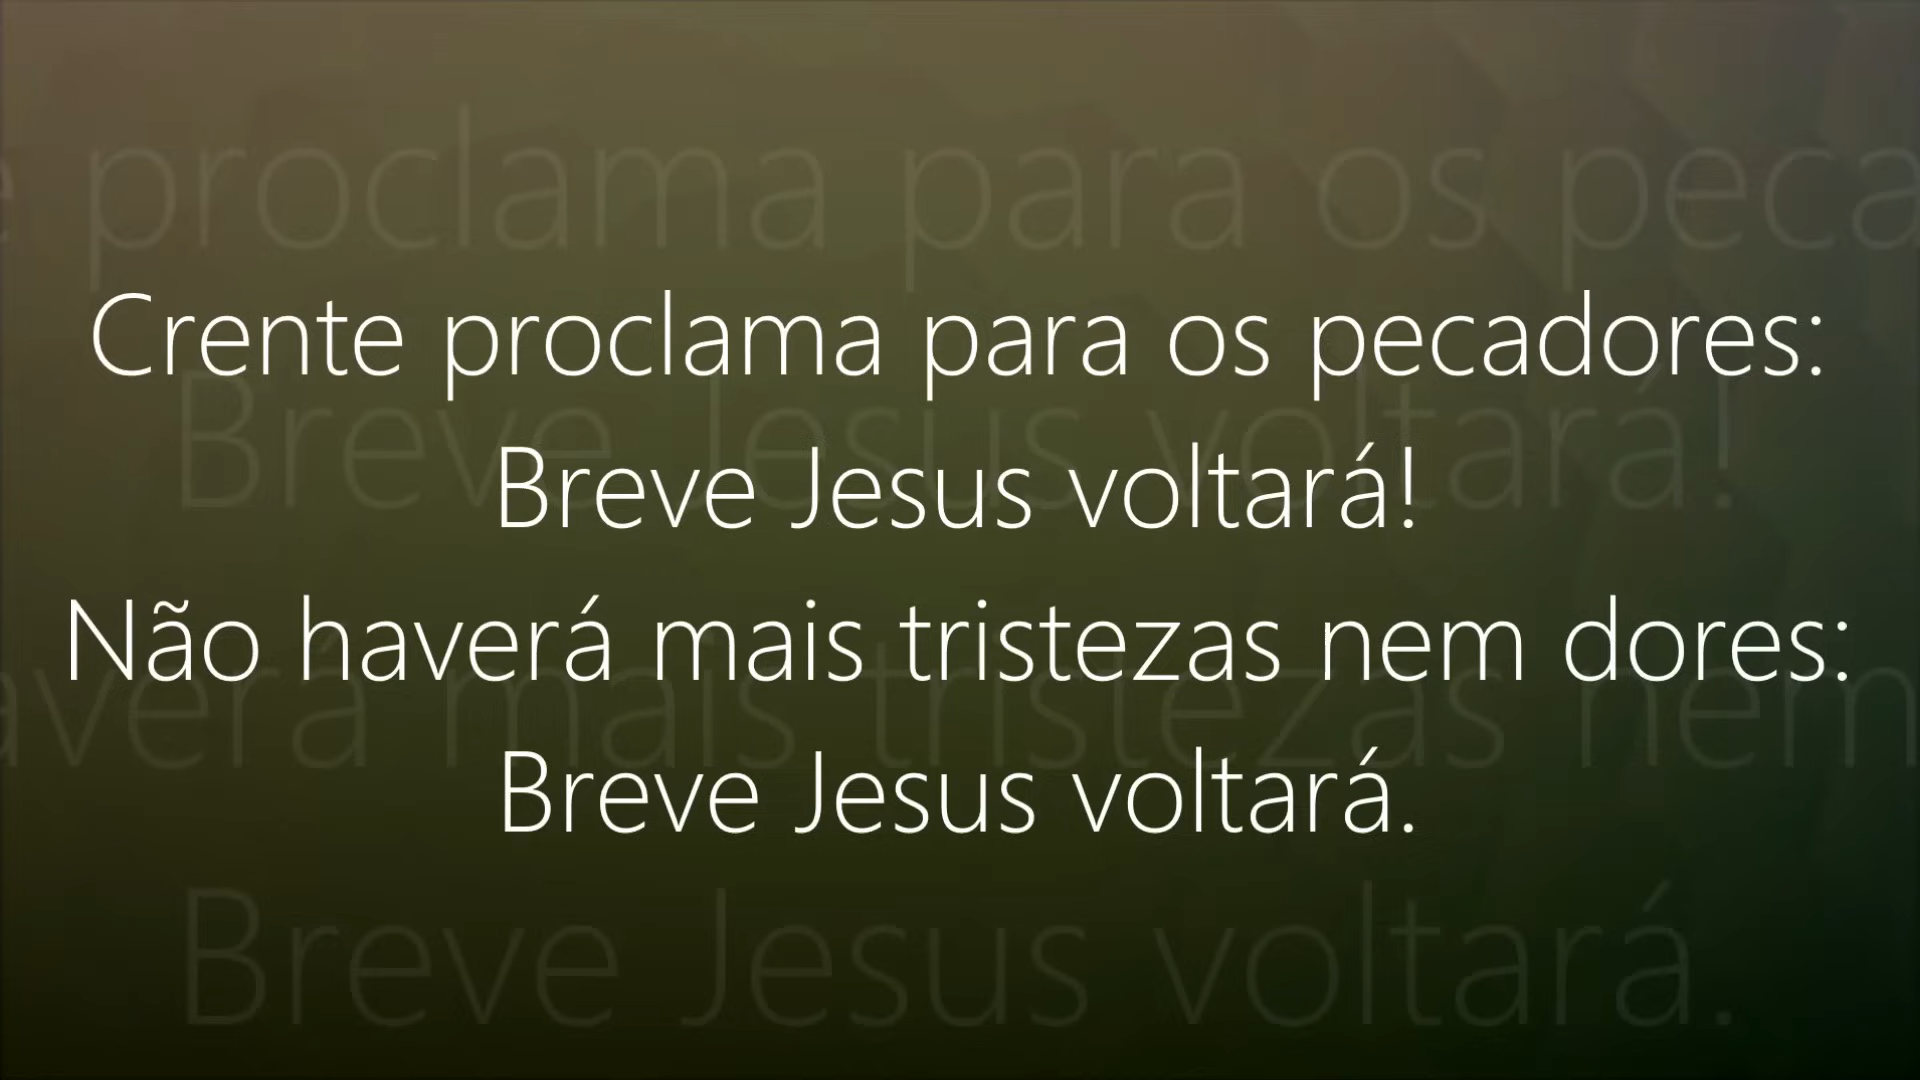 Crente proclama para os pecadores:
Breve Jesus voltará!
Não haverá mais tristezas nem dores:
Breve Jesus voltará.